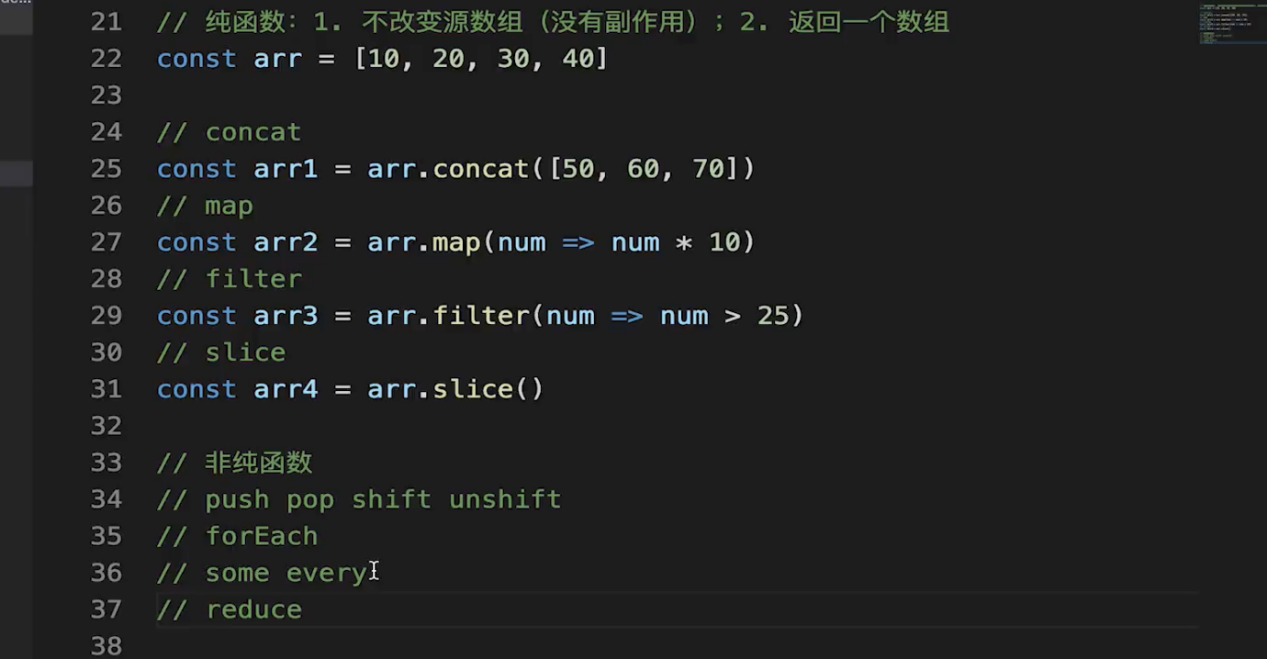 21 // 纯函数：1. 不改变源数组（没有副作用）；2. 返回一个数组
22 const arr = [10, 20, 30, 40]
23
24 // concat
25 const arr1 = arr.concat([50, 60, 70])
26 // map
27 const arr2 = arr.map(num => num * 10)
28 // filter
29 const arr3 = arr.filter(num => num > 25)
30 // slice
31 const arr4 = arr.slice()
32
33 // 非纯函数
34 // push pop shift unshift
35 // forEach
36 // some every
37 // reduce
38